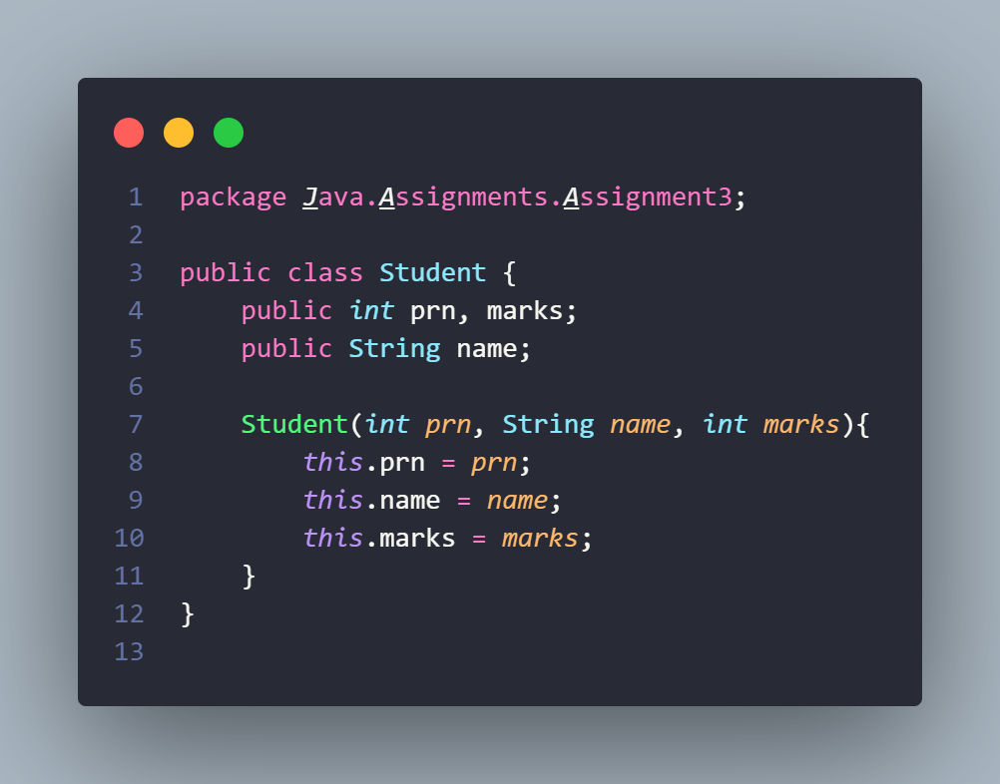 1 package Java.Assignments.Assignment3;
2
3 public class Student {
4     public int prn, marks;
5     public String name;
6
7     Student(int prn, String name, int marks){
8         this.prn = prn;
9         this.name = name;
10         this.marks = marks;
11     }
12 }
13